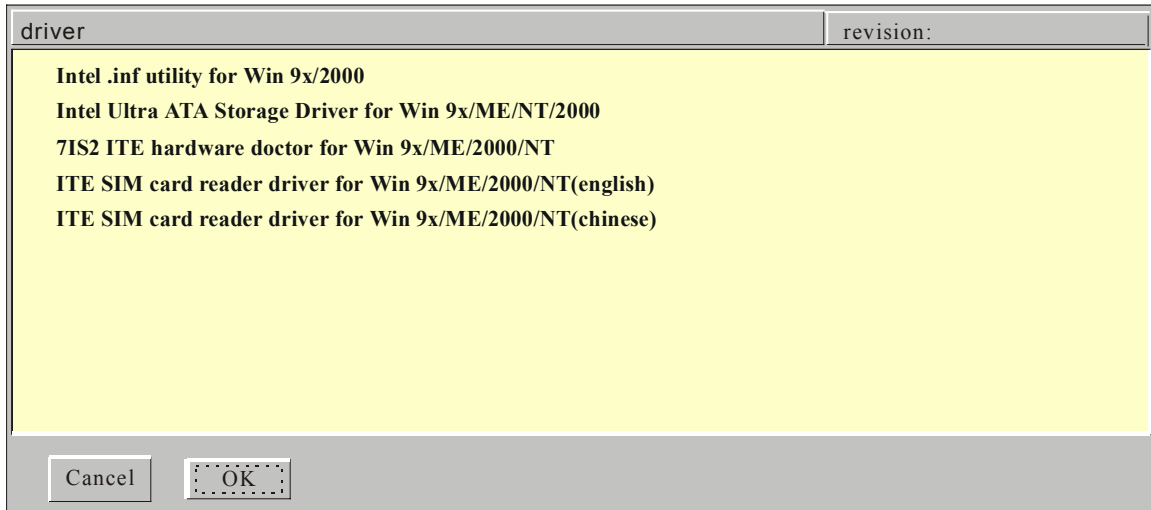 driver revision:
Intel .inf utility for Win 9x/2000
Intel Ultra ATA Storage Driver for Win 9x/ME/NT/2000
7IS2 ITE hardware doctor for Win 9x/ME/2000/NT
ITE SIM card reader driver for Win 9x/ME/2000/NT(english)
ITE SIM card reader driver for Win 9x/ME/2000/NT(chinese)
Cancel OK